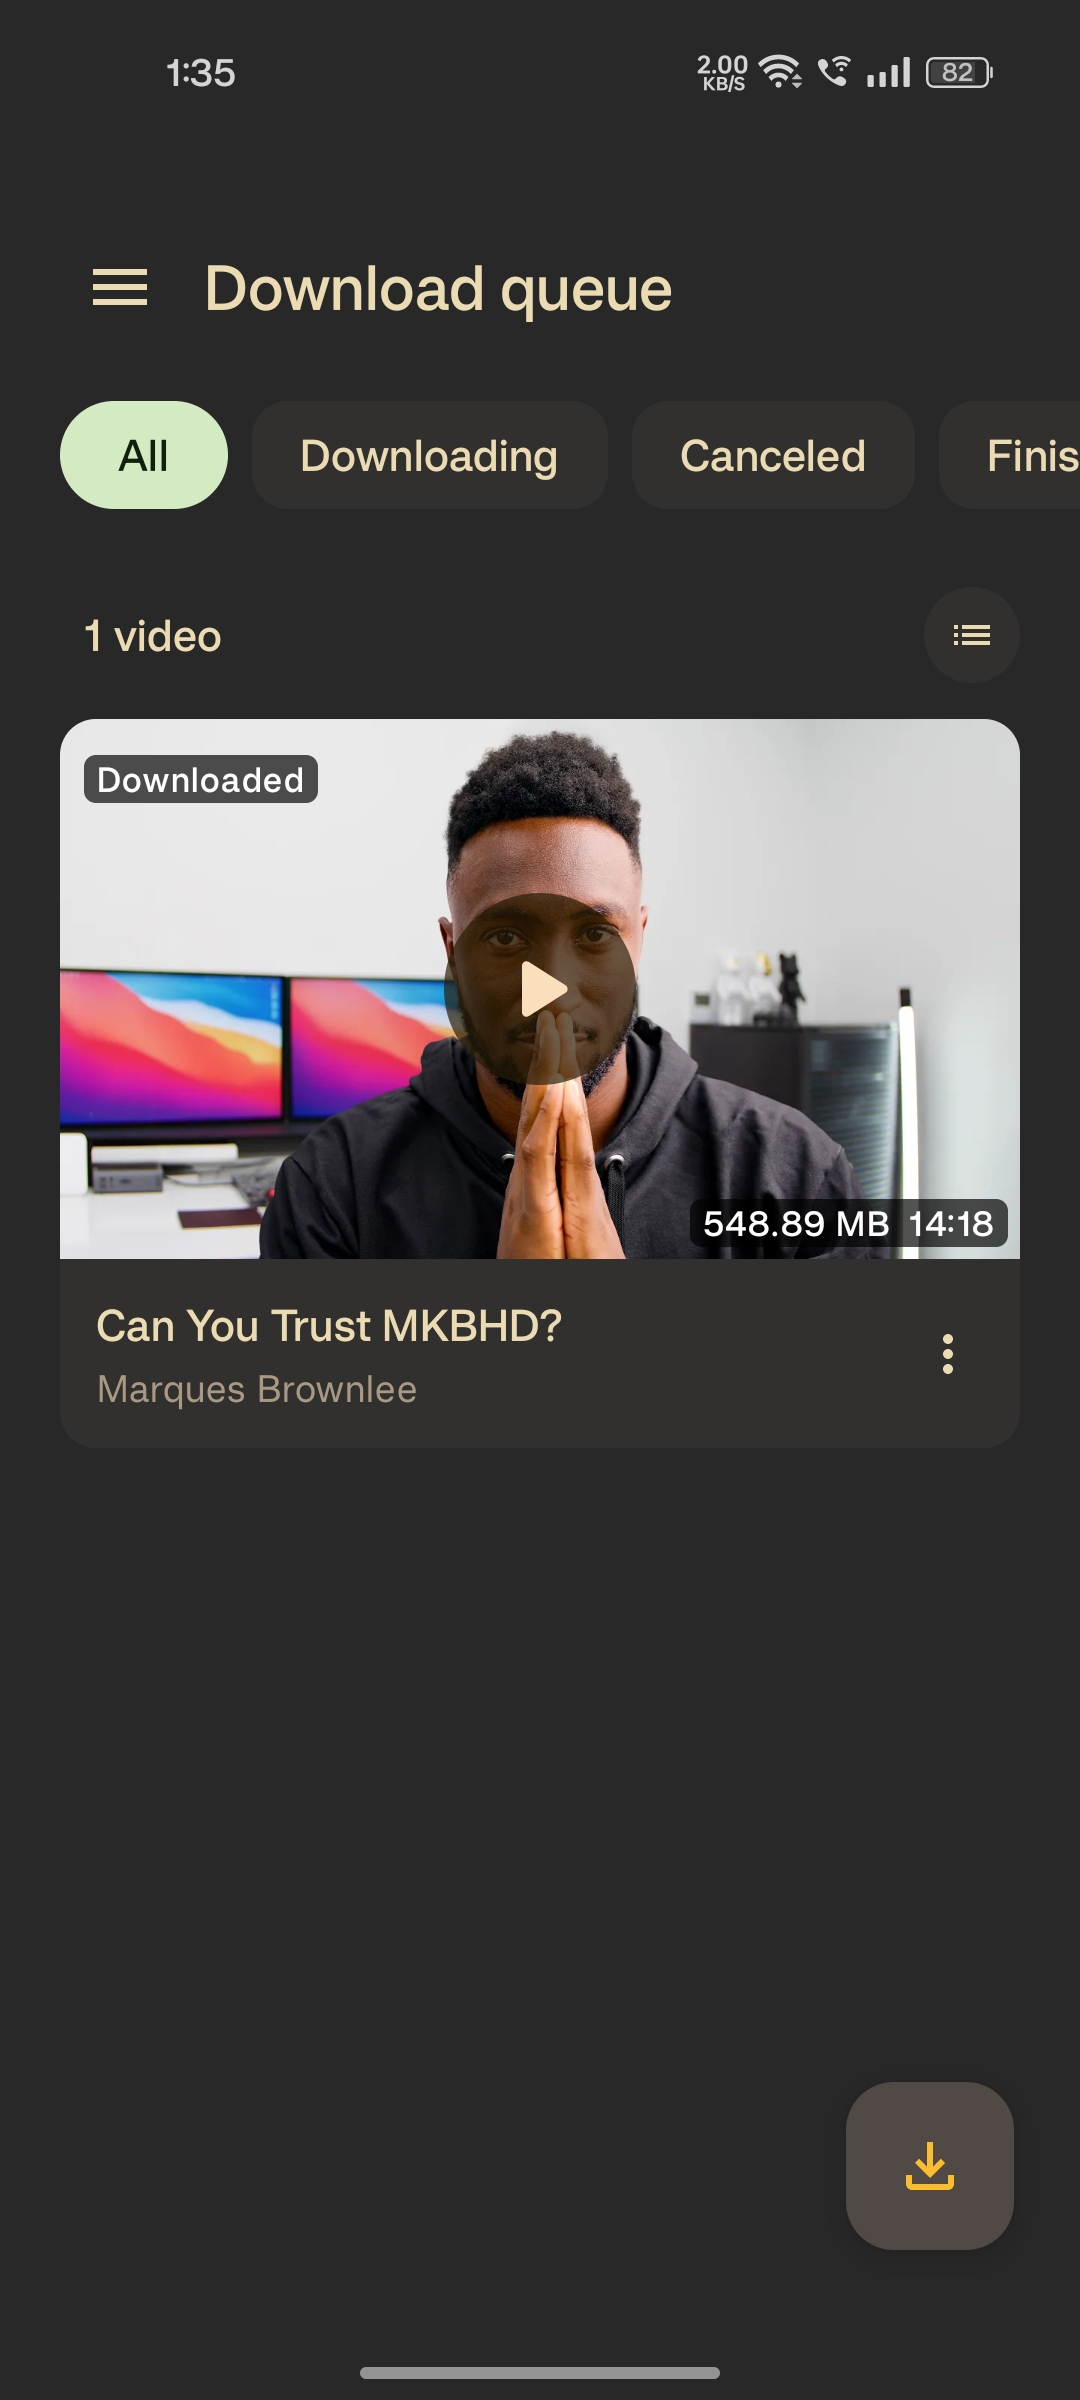 1:35
2.00
KB/S
82
Download queue
All
Downloading
Canceled
Finis
1 video
Downloaded
548.89 MB 14:18
Can You Trust MKBHD?
Marques Brownlee